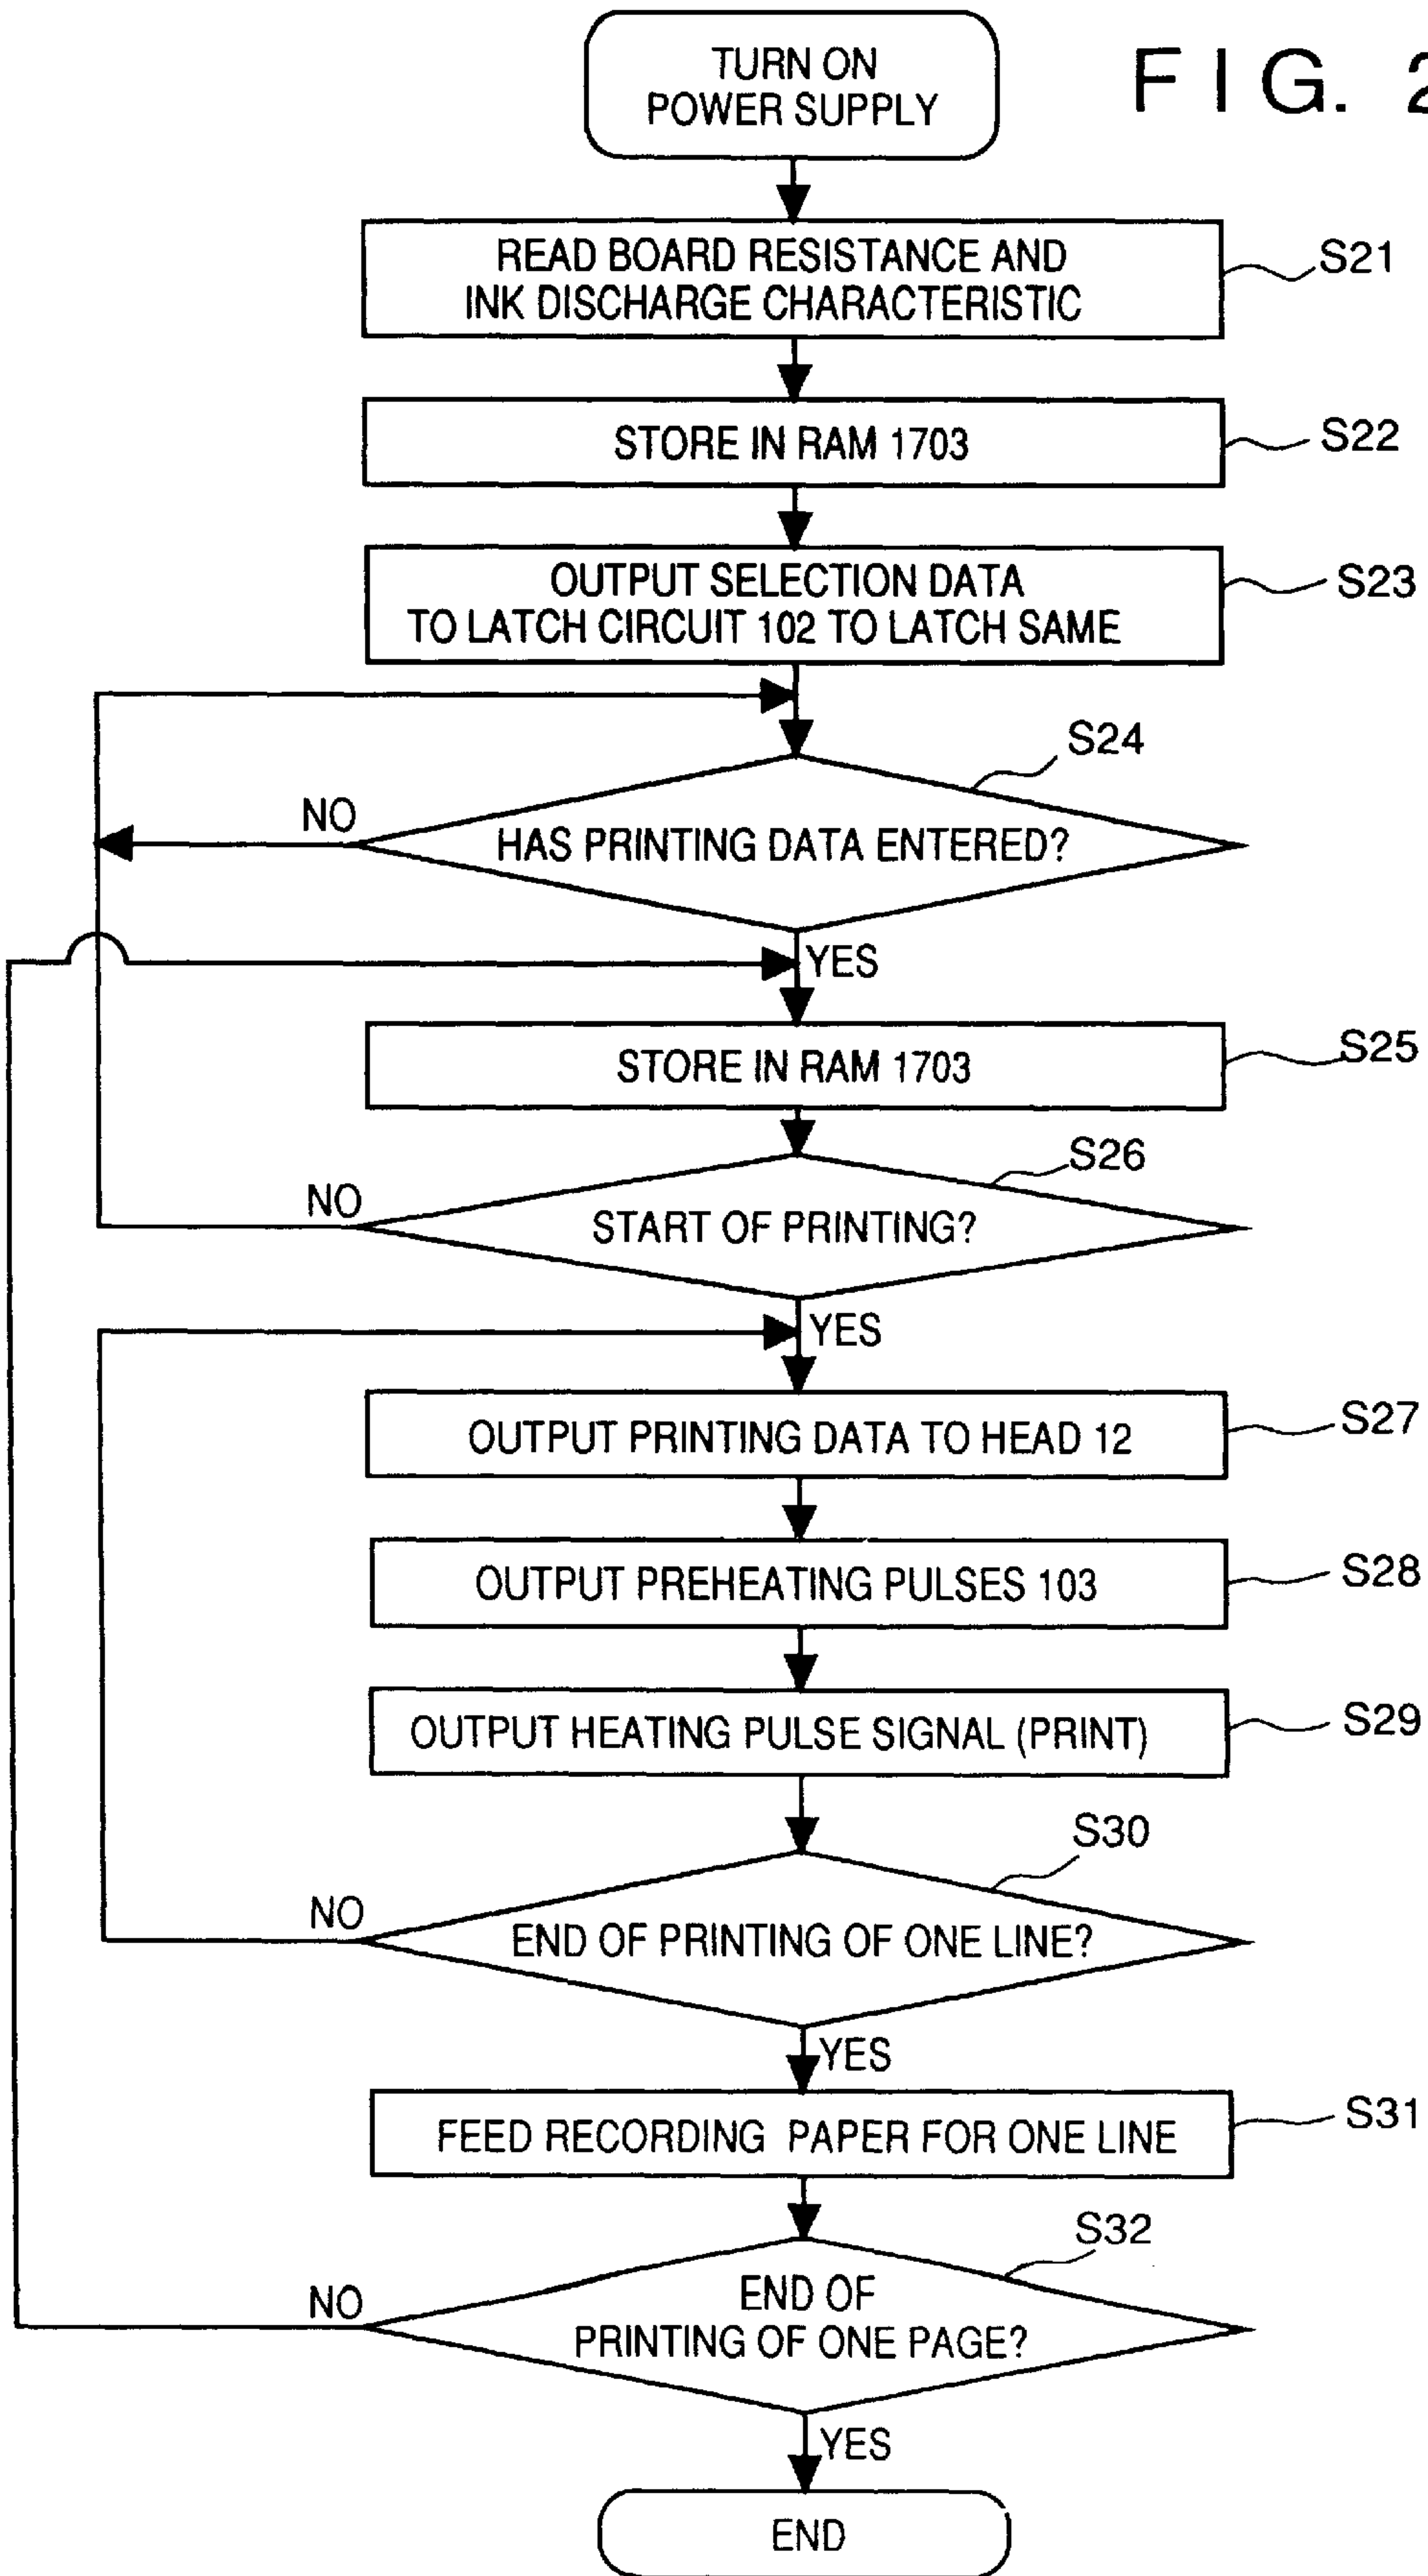 TURN ON
POWER SUPPLY
FIG. 2
READ BOARD RESISTANCE AND
INK DISCHARGE CHARACTERISTIC
S21
STORE IN RAM 1703
S22
OUTPUT SELECTION DATA
TO LATCH CIRCUIT 102 TO LATCH SAME
S23
S24
NO
HAS PRINTING DATA ENTERED?
YES
STORE IN RAM 1703
S25
S26
NO
START OF PRINTING?
YES
OUTPUT PRINTING DATA TO HEAD 12
S27
OUTPUT PREHEATING PULSES 103
S28
OUTPUT HEATING PULSE SIGNAL (PRINT)
S29
S30
NO
END OF PRINTING OF ONE LINE?
YES
FEED RECORDING PAPER FOR ONE LINE
S31
S32
NO
END OF
PRINTING OF ONE PAGE?
YES
END